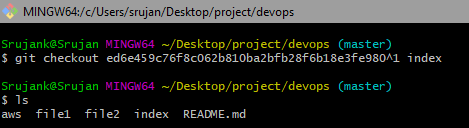 MINGW64:/c/Users/srujan/Desktop/project/devops
Srujank@Srujan MINGW64 ~/Desktop/project/devops (master)
$ git checkout ed6e459c76f8c062b810ba2bfb28f6b18e3fe980^1 index
Srujank@Srujan MINGW64 ~/Desktop/project/devops (master)
$ ls
aws file1 file2 index README.md